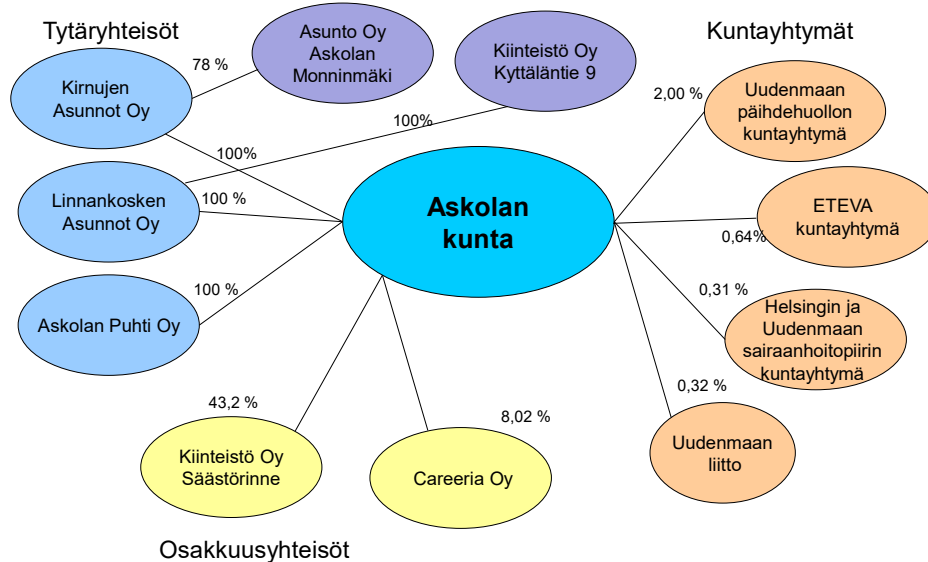 Tytäryhteisöt
Kuntayhtymät
Asunto Oy
Askolan
Monninmäki
Kiinteistö Oy
Kyttäläntie 9
78 %
Kirnujen
Asunnot Oy
100%
100%
2,00 %
Uudenmaan
päihdehuollon
kuntayhtymä
Linnankosken
Asunnot Oy
100 %
Askolan
kunta
ETEVA
kuntayhtymä
0,64%
100 %
Askolan Puhti Oy
0,31 %
Helsingin ja
Uudenmaan
sairaanhoitopiirin
kuntayhtymä
43,2 %
Kiinteistö Oy
Säästörinne
8,02 %
Careeria Oy
0,32 %
Uudenmaan
liitto
Osakkuusyhteisöt